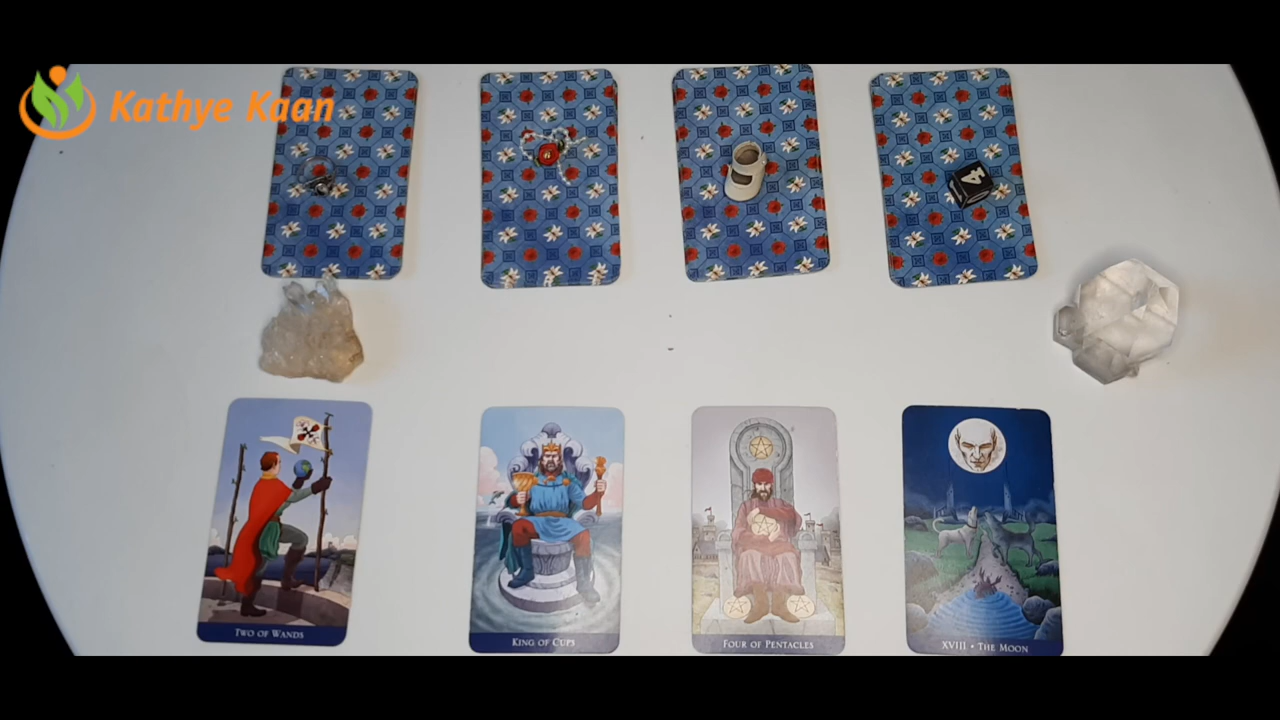 Kathye Kaan
4
TWO OF WANDS
KING OF CUPS
FOUR OF PENTACLES
XVIII • THE MOON